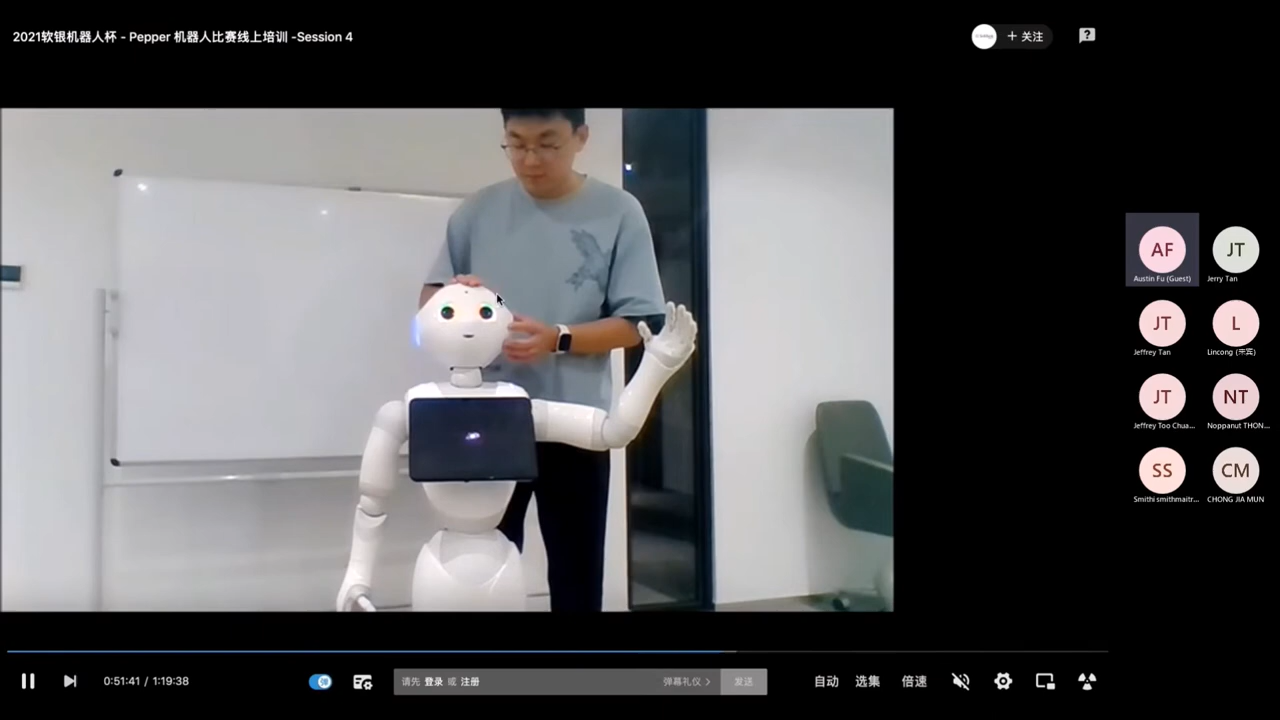 2021软银机器人杯 - Pepper 机器人比赛线上培训 -Session 4
+ 关注
?
AF
Austin Fu (Guest)
JT
Jerry Tan
JT
Jeffrey Tan
L
Lincong (宗宾)
JT
Jeffrey Too Chua...
NT
Noppanut THON...
SS
Smithi smithmaitr...
CM
CHONG JIA MUN
0:51:41 / 1:19:38
弹
请先 登录 或 注册
弹幕礼仪 >
发送
自动
选集
倍速